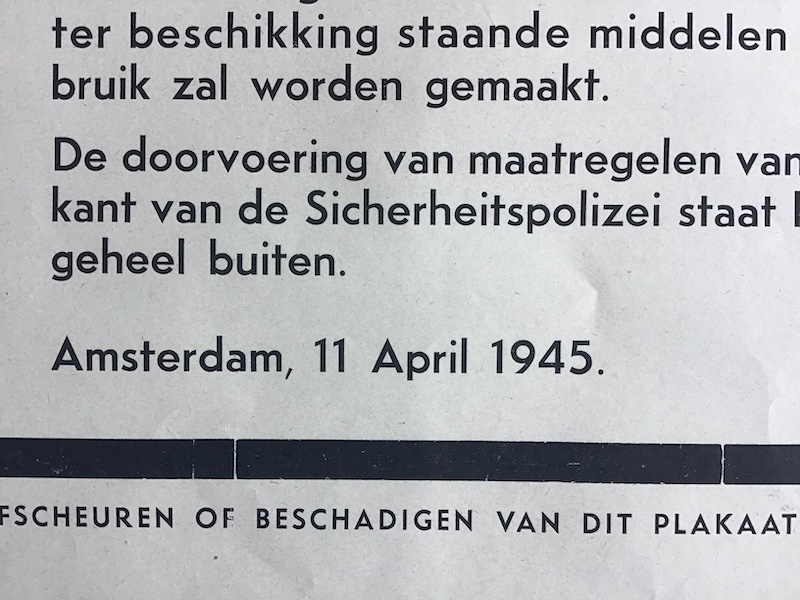 ter beschikking staande middelen
bruik zal worden gemaakt.
De doorvoering van maatregelen van
kant van de Sicherheitspolizei staat
geheel buiten.
Amsterdam, 11 April 1945.
FSCHEUREN OF BESCHADIGEN VAN DIT PLAKAAT